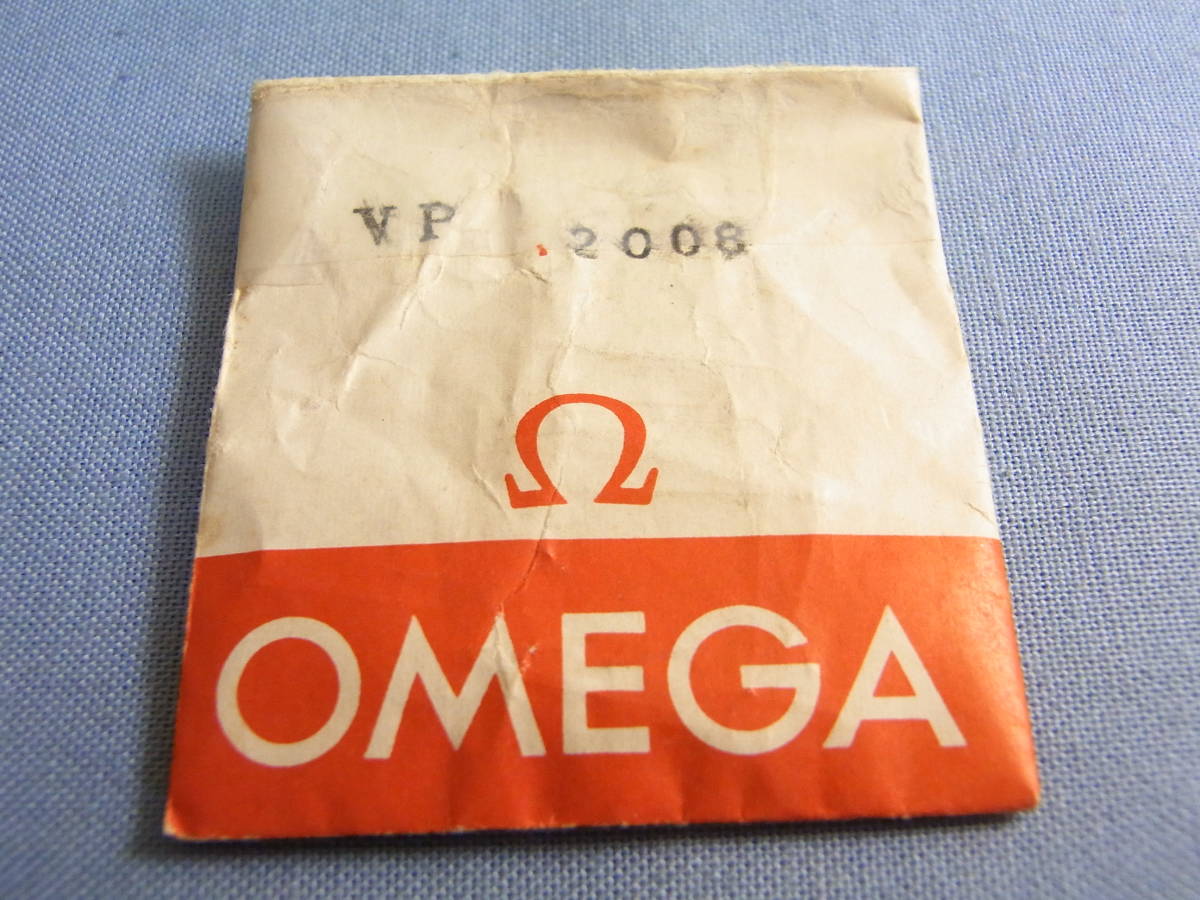 VP .2008
Ω
OMEGA